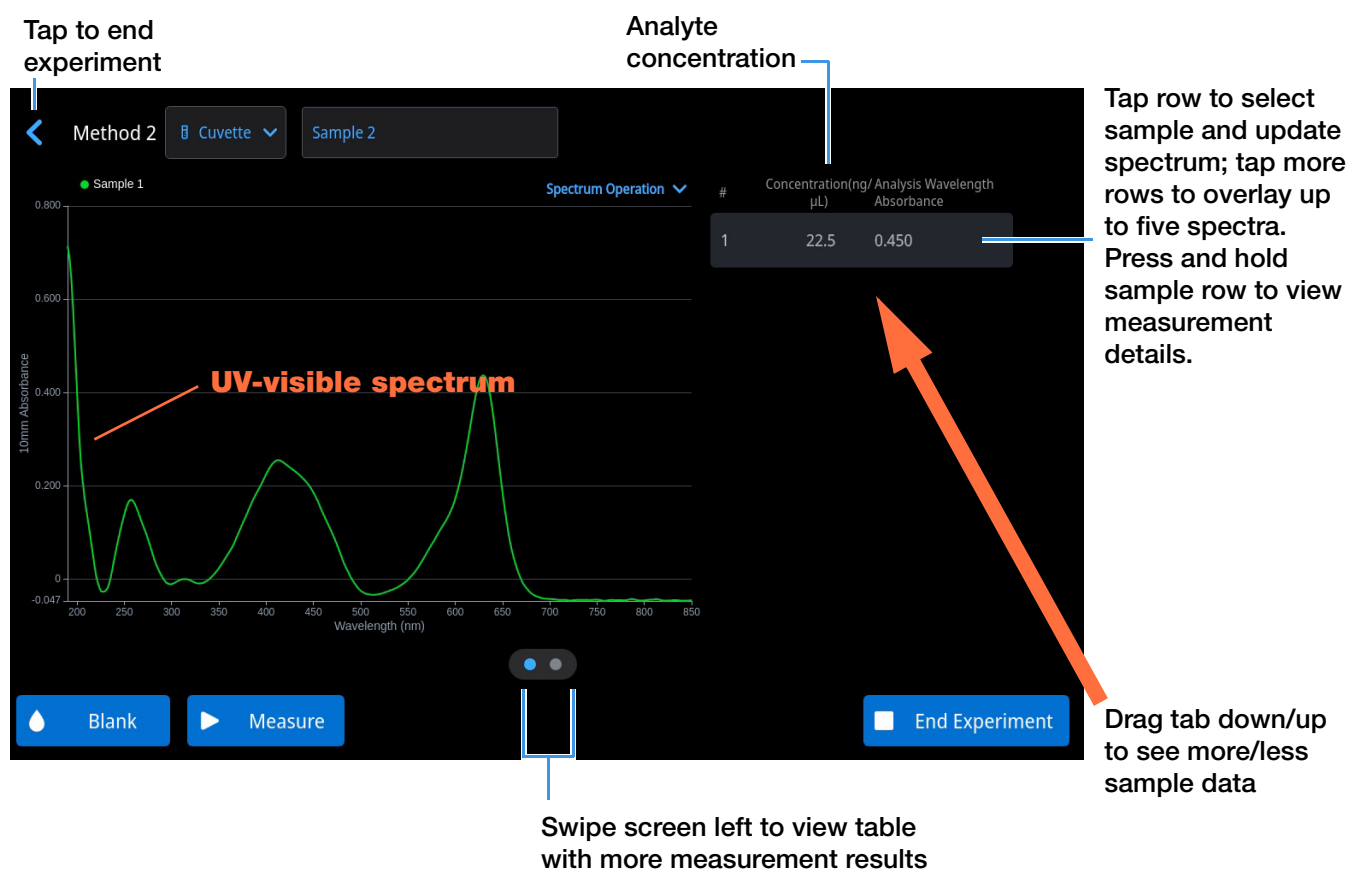 Tap to end
experiment
Analyte
concentration
Tap row to select
sample and update
spectrum; tap more
rows to overlay up
to five spectra.
Press and hold
sample row to view
measurement
details.
Method 2
Cuvette
Sample 2
Sample 1
Spectrum Operation
#
Concentration(ng/
µL)
Analysis Wavelength
Absorbance
1
22.5
0.450
0.800
0.600
0.400
0.200
0
-0.047
10mm Absorbance
UV-visible spectrum
200 250 300 350 400 450 500 550 600 650 700 750 800 850
Wavelength (nm)
Blank
Measure
End Experiment
Drag tab down/up
to see more/less
sample data
Swipe screen left to view table
with more measurement results